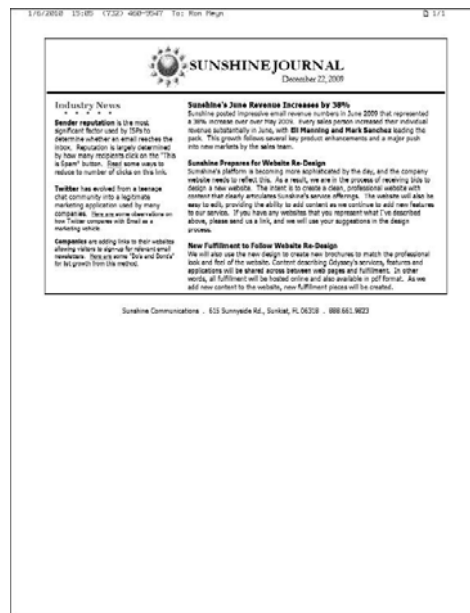 1/6/2010 15:05 (732) 460-9547 To: Ron Meyn 1/1
SUNSHINE JOURNAL
December 22, 2009
Industry News
Sender reputation is the most
significant factor used by ISPs to
determine whether an email reaches the
inbox. Reputation is largely determined
by how many recipients click on the "This
is Spam" button. Read some ways to
reduce to number of clicks on this link.
Twitter has evolved from a teenage
chat community into a legitimate
marketing application used by many
companies. Here are some observations on
how Twitter compares with Email as a
marketing vehicle.
Companies are adding links to their websites
allowing visitors to sign-up for relevant email
newsletters. Here are some "Do's and Dont's"
for list growth from this method.
Sunshine's June Revenue Increases by 38%
Sunshine posted impressive email revenue numbers in June 2009 that represented
a 38% increase over over May 2009. Every sales person increased their individual
revenue substantially in June, with Eli Manning and Mark Sanchez leading the
pack. This growth follows several key product enhancements and a major push
into new markets by the sales team.
Sunshine Prepares for Website Re-Design
Sunshine's platform is becoming more sophisticated by the day, and the company
website needs to reflect this. As a result, we are in the process of receiving bids to
design a new website. The intent is to create a clean, professional website with
content that clearly articulates Sunshine's service offerings. The website will also be
easy to edit, providing the ability to add content as we continue to add new features
to our service. If you have any websites that you represent what I've described
above, please send us a link, and we will use your suggestions in the design
process.
New Fulfillment to Follow Website Re-Design
We will also use the new design to create new brochures to match the professional
look and feel of the website. Content describing Odyssey's services, features and
applications will be shared across between web pages and fulfillment. In other
words, all fulfillment will be hosted online and also available in pdf format. As we
add new content to the website, new fulfillment pieces will be created.
Sunshine Communications . 615 Sunnyside Rd., Sunkist, FL 06318 . 888.661.9823